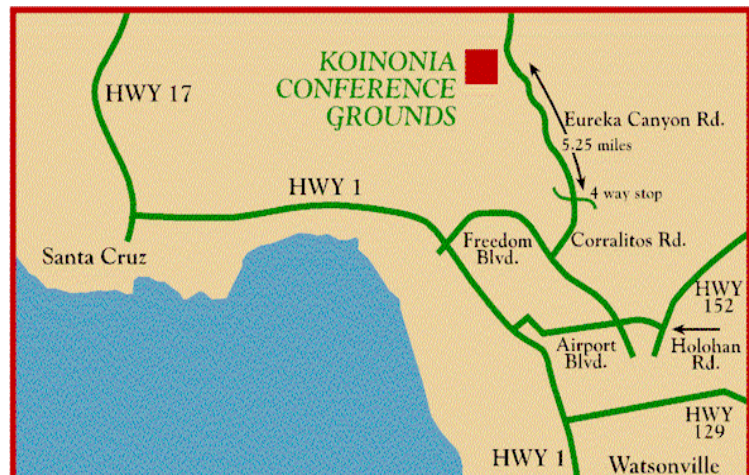 KOINONIA
CONFERENCE
GROUNDS
HWY 17
Eureka Canyon Rd.
5.25 miles
HWY 1
4 way stop
Santa Cruz
Freedom
Blvd.
Corralitos Rd.
HWY
152
Airport
Blvd.
Holohan
Rd.
HWY
129
HWY 1
Watsonville